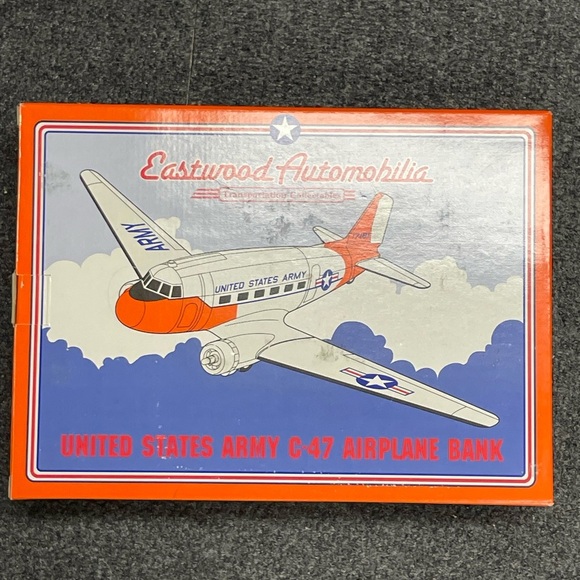 Eastwood Automobilia
Transportation Collectables
ARMY
UNITED STATES ARMY
UNITED STATES ARMY C-47 AIRPLANE BANK